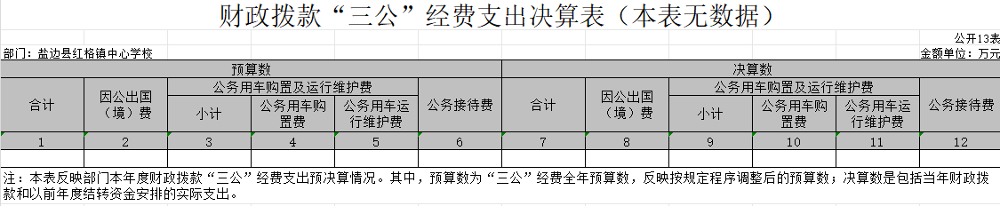 财政拨款“三公”经费支出决算表（本表无数据）
公开13表
部门：盐边县红格镇中心学校 金额单位：万元
预算数 决算数
合计 因公出国（境）费 公务用车购置及运行维护费 公务接待费 合计 因公出国（境）费 公务用车购置及运行维护费 公务接待费
小计 公务用车购置费 公务用车运行维护费 小计 公务用车购置费 公务用车运行维护费
1 2 3 4 5 6 7 8 9 10 11 12
注：本表反映部门本年度财政拨款“三公”经费支出预决算情况。其中，预算数为“三公”经费全年预算数，反映按规定程序调整后的预算数；决算数是包括当年财政拨
款和以前年度结转资金安排的实际支出。